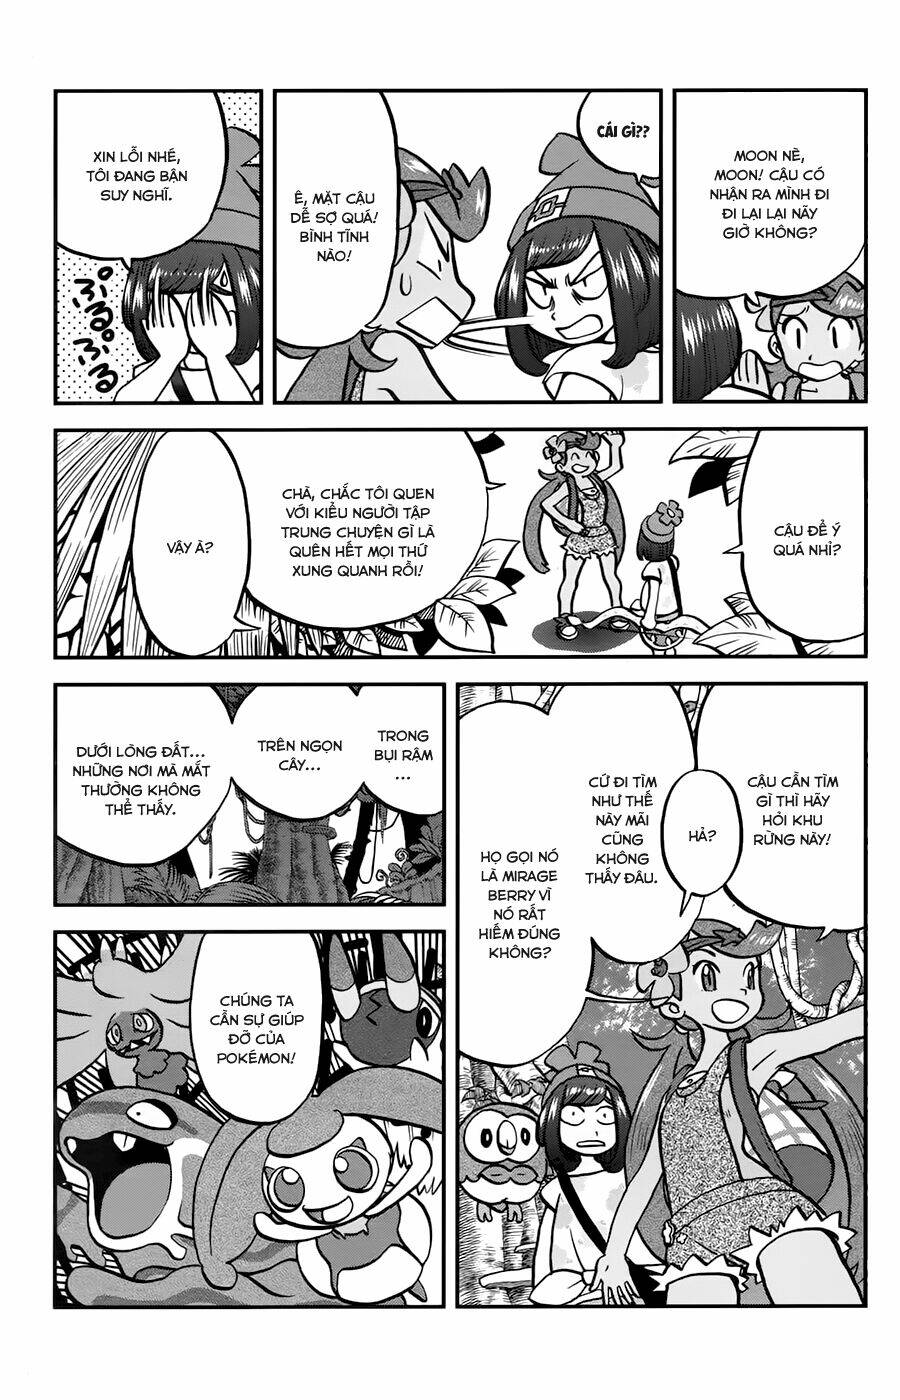 MOON NÈ,
MOON! CẬU CÓ
NHẬN RA MÌNH ĐI
ĐI LẠI LẠI NÃY
GIỜ KHÔNG?
CÁI GÌ??
Ê, MẶT CẬU
DỄ SỢ QUÁ!
BÌNH TĨNH
NÀO!
XIN LỖI NHÉ,
TÔI ĐANG BẬN
SUY NGHĨ.
ぷるぷる
CẬU ĐỂ Ý
QUÁ NHỈ?
CHÀ, CHẮC TÔI QUEN
VỚI KIỂU NGƯỜI TẬP
TRUNG CHUYỆN GÌ LÀ
QUÊN HẾT MỌI THỨ
XUNG QUANH RỒI!
VẬY À?
CẬU CẦN TÌM
GÌ THÌ HÃY
HỎI KHU
RỪNG NÀY!
HẢ?
CỨ ĐI TÌM
NHƯ THẾ
NÀY MÃI
CŨNG
KHÔNG
THẤY ĐÂU.
HỌ GỌI NÓ
LÀ MIRAGE
BERRY VÌ
NÓ RẤT
HIẾM ĐÚNG
KHÔNG?
TRONG
BỤI RẬM
...
TRÊN NGỌN
CÂY...
DƯỚI LÒNG ĐẤT...
NHỮNG NƠI MÀ MẮT
THƯỜNG KHÔNG
THỂ THẤY.
CHÚNG TA
CẦN SỰ GIÚP
ĐỠ CỦA
POKÉMON!